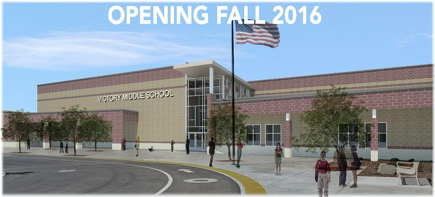 OPENING FALL 2016
VICTORY MIDDLE SCHOOL